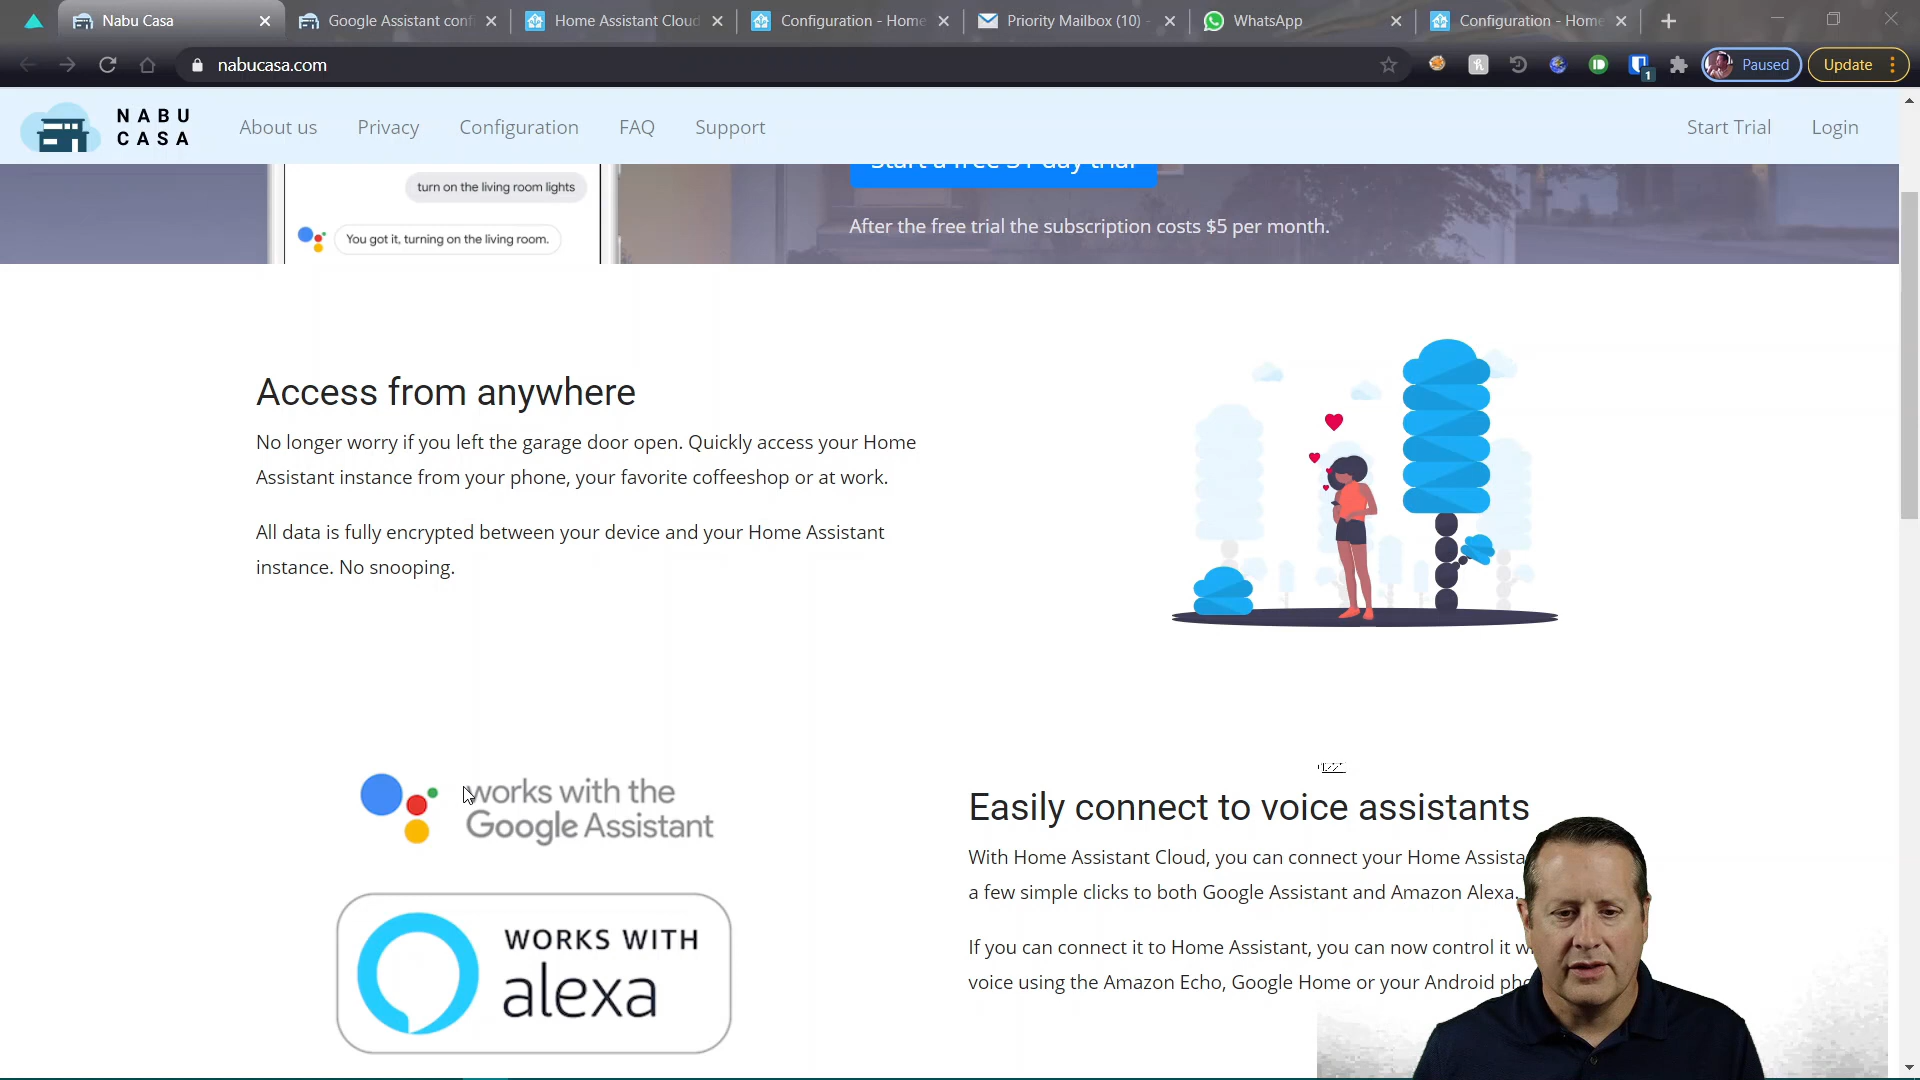 Nabu Casa
Google Assistant conf
Home Assistant Cloud
Configuration - Home
Priority Mailbox (10) -
WhatsApp
Configuration - Home
nabucasa.com
1
Paused
Update
NABU
CASA
About us
Privacy
Configuration
FAQ
Support
Start Trial
Login
turn on the living room lights
You got it, turning on the living room.
Start a free 31 day trial
After the free trial the subscription costs $5 per month.
Access from anywhere
No longer worry if you left the garage door open. Quickly access your Home
Assistant instance from your phone, your favorite coffeeshop or at work.
All data is fully encrypted between your device and your Home Assistant
instance. No snooping.
works with the
Google Assistant
WORKS WITH
alexa
Easily connect to voice assistants
With Home Assistant Cloud, you can connect your Home Assista
a few simple clicks to both Google Assistant and Amazon Alexa.
If you can connect it to Home Assistant, you can now control it w
voice using the Amazon Echo, Google Home or your Android pho